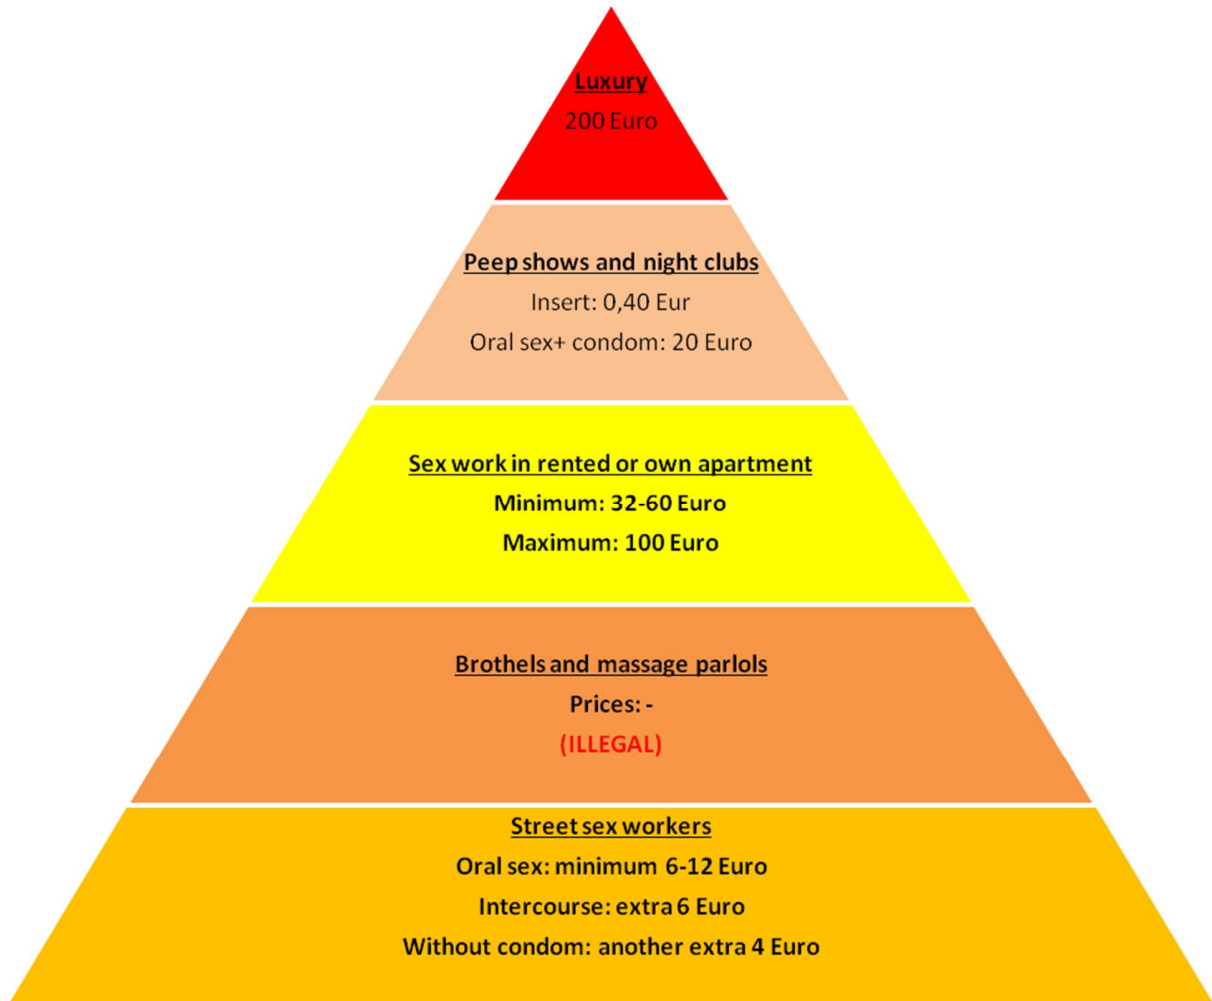 Luxury
200 Euro
Peep shows and night clubs
Insert: 0,40 Eur
Oral sex+ condom: 20 Euro
Sex work in rented or own apartment
Minimum: 32-60 Euro
Maximum: 100 Euro
Brothels and massage parlols
Prices: -
(ILLEGAL)
Street sex workers
Oral sex: minimum 6-12 Euro
Intercourse: extra 6 Euro
Without condom: another extra 4 Euro